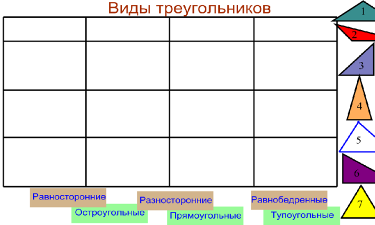 Виды треугольников
1
2
3
4
5
6
7
Равносторонние
Разносторонние
Равнобедренные
Остроугольные
Прямоугольные
Тупоугольные